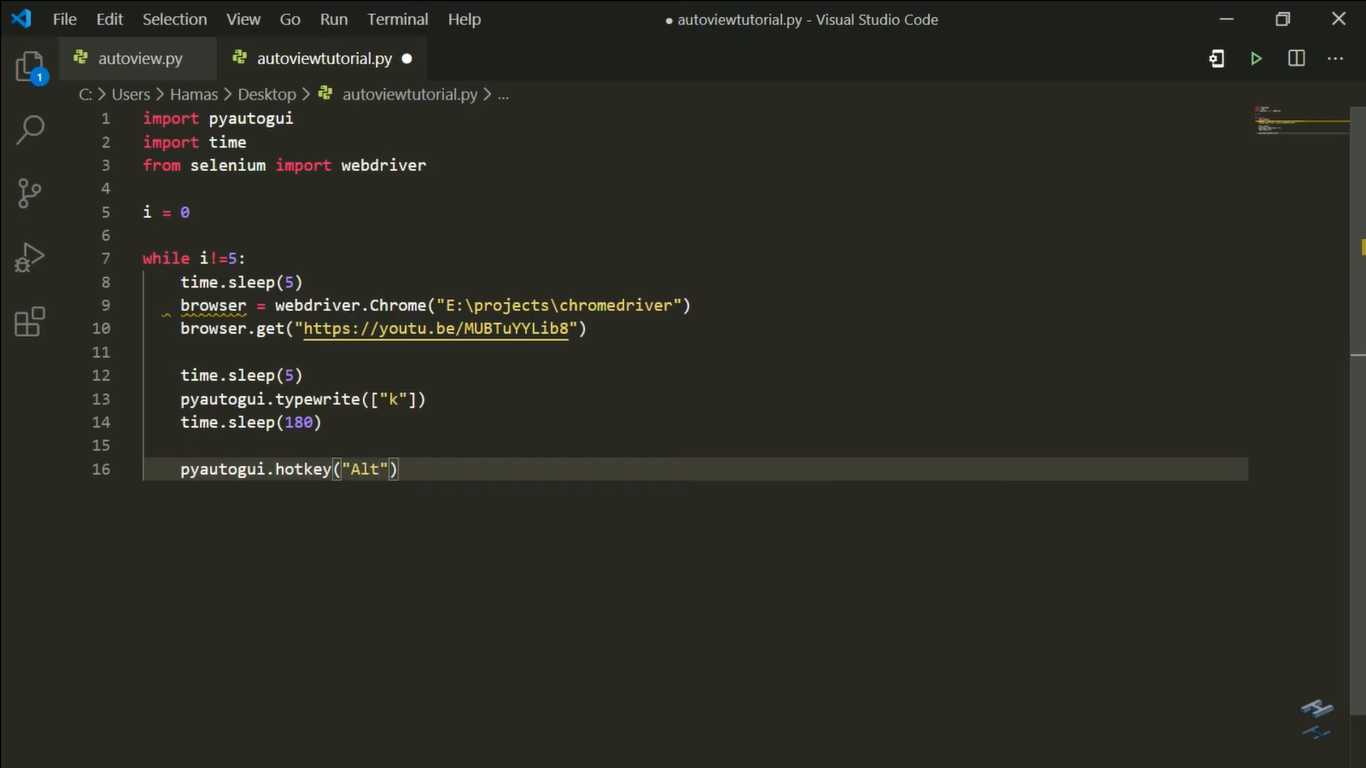 File Edit Selection View Go Run Terminal Help ● autoviewtutorial.py - Visual Studio Code
autoview.py autoviewtutorial.py
1
C: > Users > Hamas > Desktop > autoviewtutorial.py > ...
1 import pyautogui
2 import time
3 from selenium import webdriver
4
5 i = 0
6
7 while i!=5:
8 time.sleep(5)
9 browser = webdriver.Chrome("E:\projects\chromedriver")
10 browser.get("https://youtu.be/MUBTuYYLib8")
11
12 time.sleep(5)
13 pyautogui.typewrite(["k"])
14 time.sleep(180)
15
16 pyautogui.hotkey("Alt")